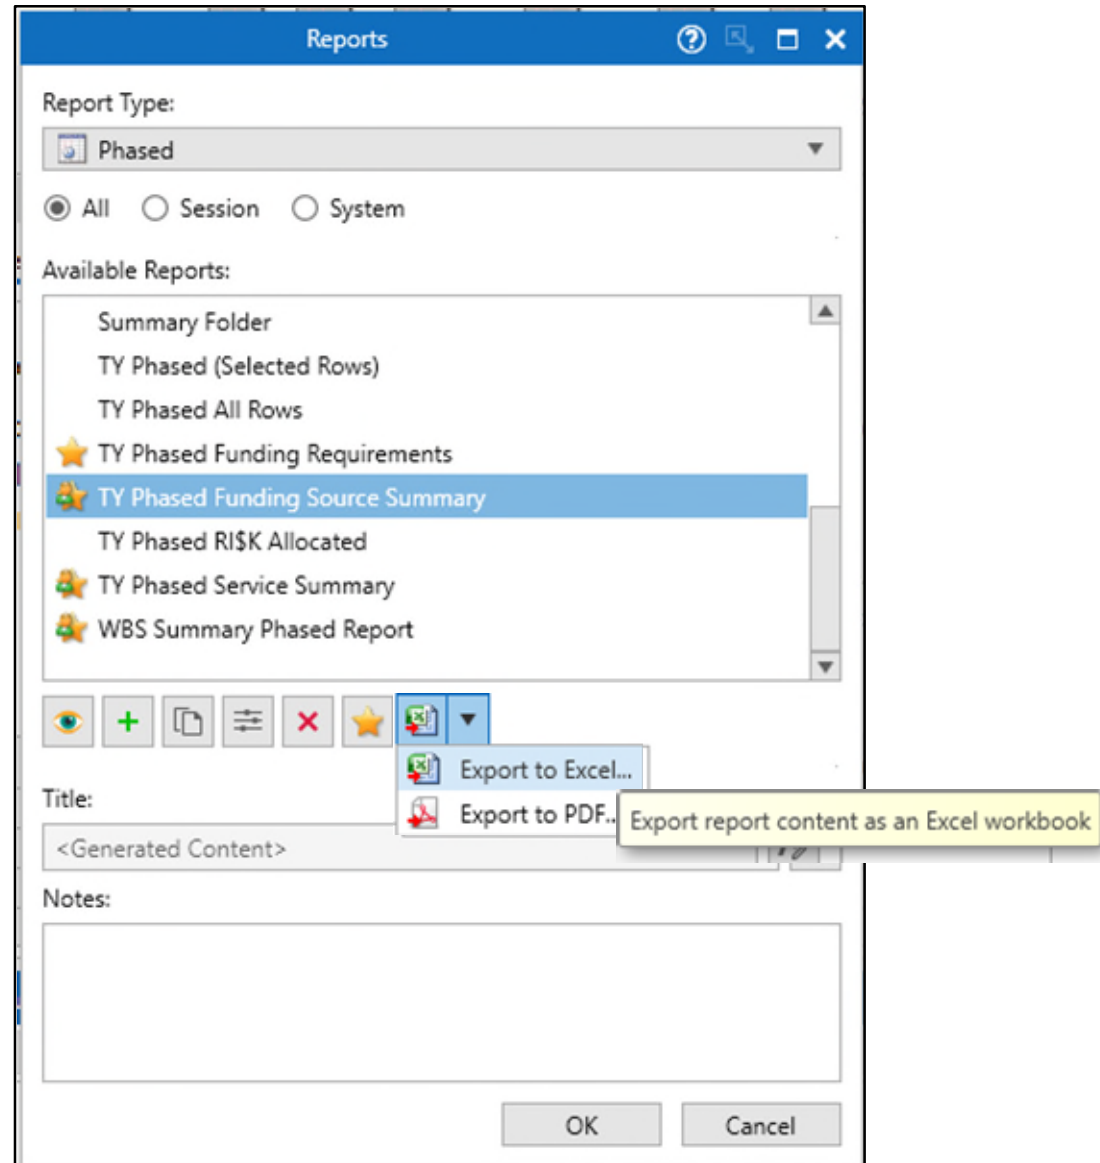 Reports
Report Type:
Phased
All Session System
Available Reports:
Summary Folder
TY Phased (Selected Rows)
TY Phased All Rows
TY Phased Funding Requirements
TY Phased Funding Source Summary
TY Phased RI$K Allocated
TY Phased Service Summary
WBS Summary Phased Report
Export to Excel...
Export to PDF..
Export report content as an Excel workbook
Title:
<Generated Content>
Notes:
OK Cancel